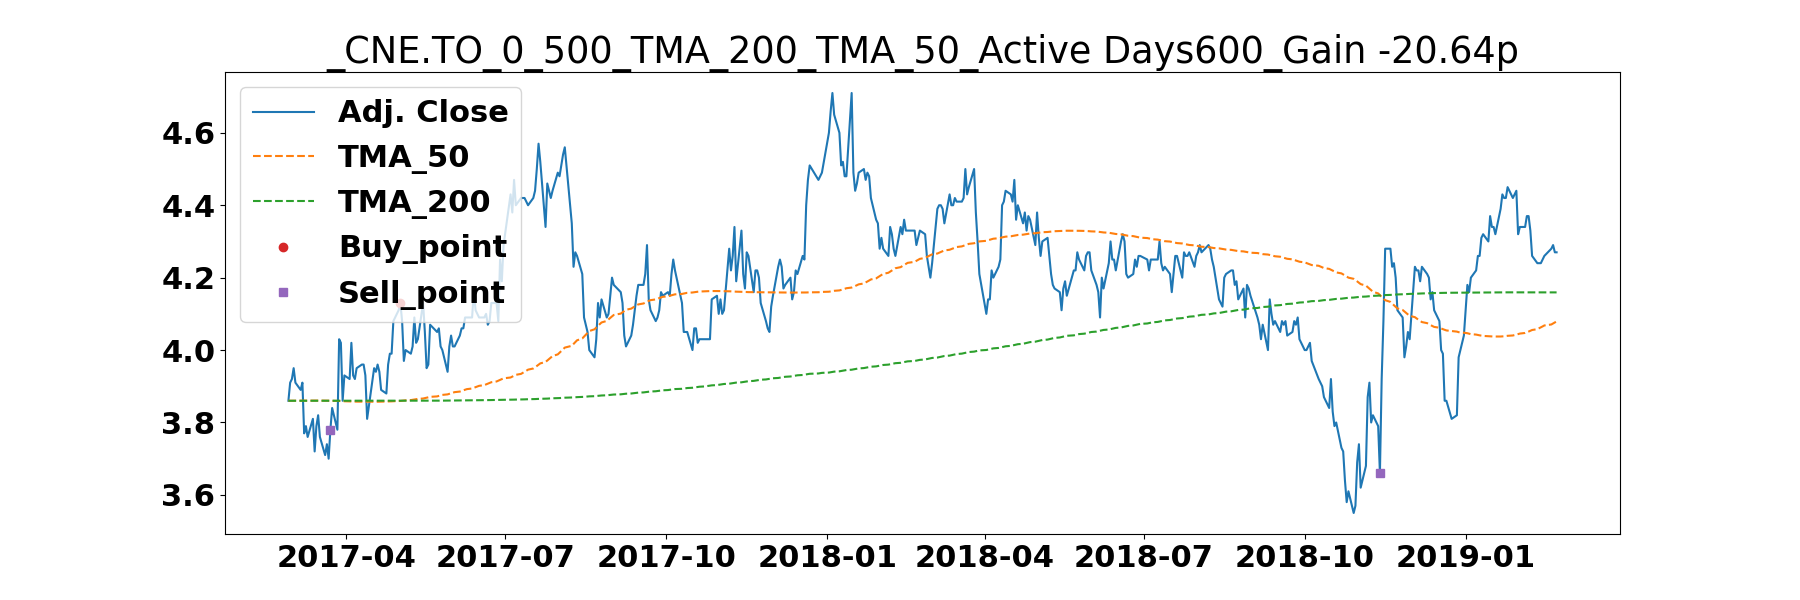 _CNE.TO_0_500_TMA_200_TMA_50_Active Days600_Gain -20.64p
Adj. Close
TMA_50
TMA_200
Buy_point
Sell_point
4.6
4.4
4.2
4.0
3.8
3.6
2017-04 2017-07 2017-10 2018-01 2018-04 2018-07 2018-10 2019-01